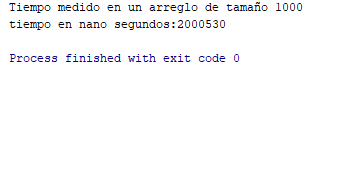 Tiempo medido en un arreglo de tamaño 1000
tiempo en nano segundos:2000530
Process finished with exit code 0